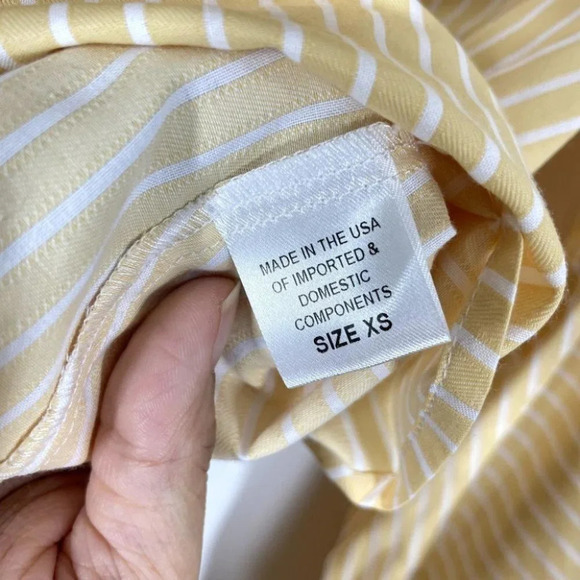 MADE IN THE USA
OF IMPORTED &
DOMESTIC
COMPONENTS
SIZE XS